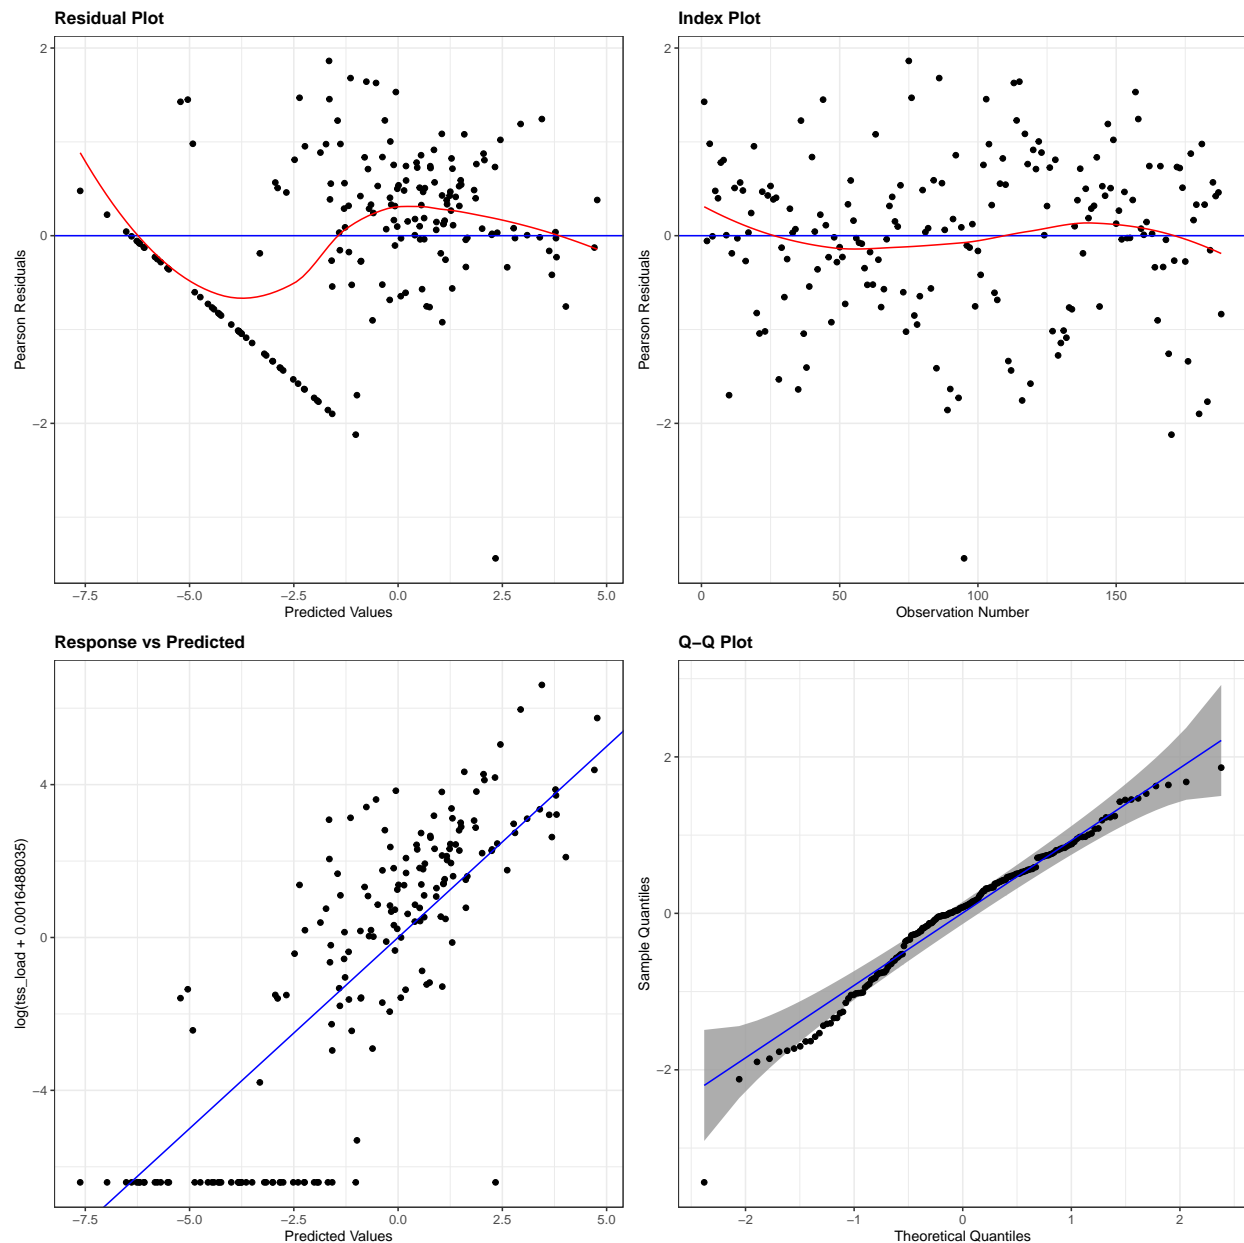 Residual Plot
2
0
−2
Pearson Residuals
−7.5 −5.0 −2.5 0.0 2.5 5.0
Predicted Values
Index Plot
2
0
−2
Pearson Residuals
0 50 100 150
Observation Number
Response vs Predicted
4
0
−4
log(tss_load + 0.0016488035)
−7.5 −5.0 −2.5 0.0 2.5 5.0
Predicted Values
Q−Q Plot
2
0
−2
Sample Quantiles
−2 −1 0 1 2
Theoretical Quantiles